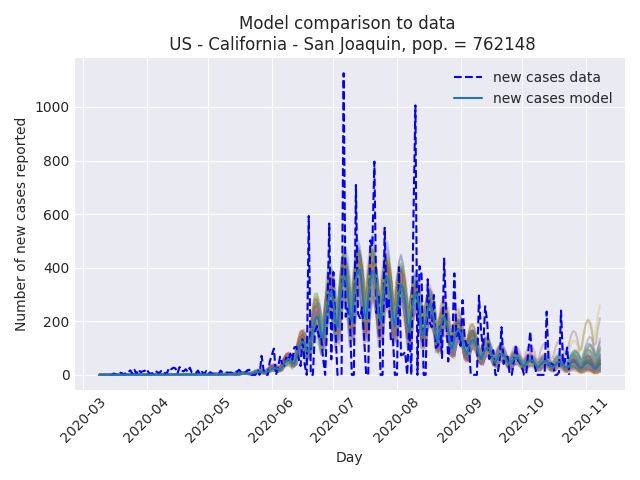 Model comparison to data
US - California - San Joaquin, pop. = 762148
new cases data
new cases model
Number of new cases reported
1000
800
600
400
200
0
2020-03
2020-04
2020-05
2020-06
2020-07
2020-08
2020-09
2020-10
2020-11
Day